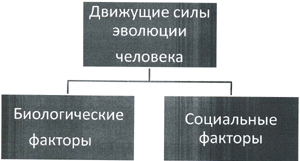 Движущие силы
эволюции
человека
Биологические
факторы
Социальные
факторы